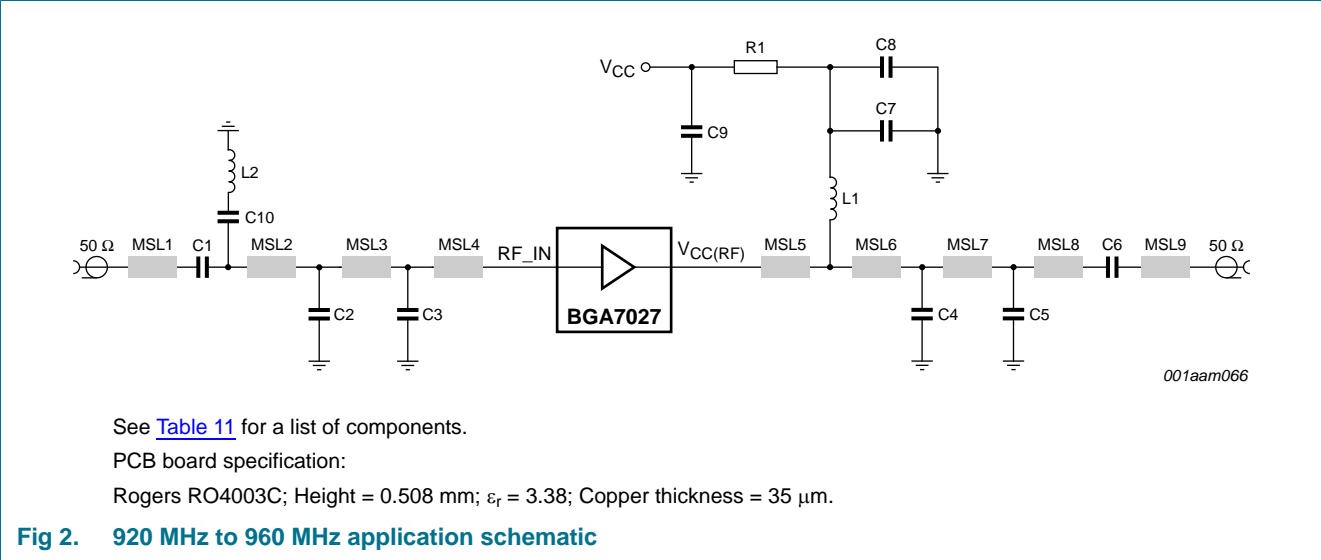 C8
R1
VCC
C7
C9
L2
L1
C10
50 Ω MSL1 C1 MSL2 MSL3 MSL4 RF_IN VCC(RF) MSL5 MSL6 MSL7 MSL8 C6 MSL9 50 Ω
C2 C3 BGA7027 C4 C5
001aam066
See Table 11 for a list of components.
PCB board specification:
Rogers RO4003C; Height = 0.508 mm; εr = 3.38; Copper thickness = 35 μm.
Fig 2. 920 MHz to 960 MHz application schematic